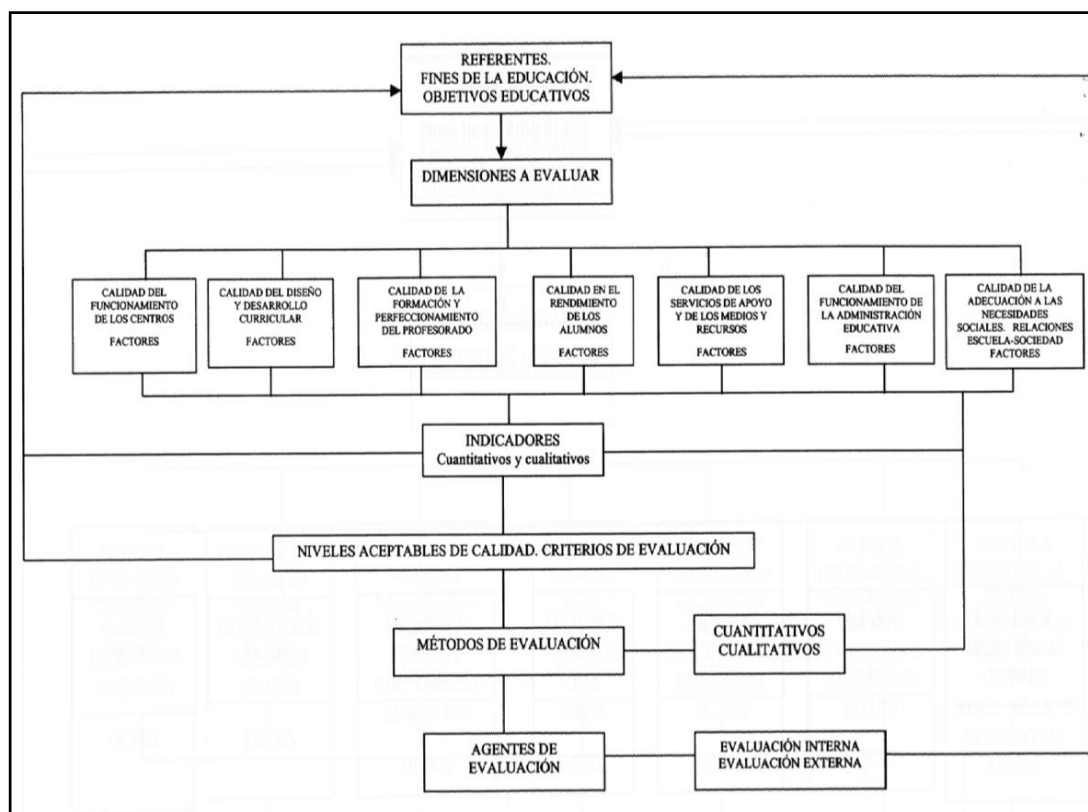 REFERENTES.
FINES DE LA EDUCACIÓN.
OBJETIVOS EDUCATIVOS
DIMENSIONES A EVALUAR
CALIDAD DEL
FUNCIONAMIENTO
DE LOS CENTROS
FACTORES
CALIDAD DEL DISEÑO
Y DESARROLLO
CURRICULAR
FACTORES
CALIDAD DE LA
FORMACIÓN Y
PERFECCIONAMIENTO
DEL PROFESORADO
FACTORES
CALIDAD EN EL
RENDIMIENTO
DE LOS
ALUMNOS
FACTORES
CALIDAD DE LOS
SERVICIOS DE APOYO
Y DE LOS MEDIOS Y
RECURSOS
FACTORES
CALIDAD DEL
FUNCIONAMIENTO DE
LA ADMINISTRACIÓN
EDUCATIVA
FACTORES
CALIDAD DE LA
ADECUACIÓN A LAS
NECESIDADES
SOCIALES. RELACIONES
ESCUELA-SOCIEDAD
FACTORES
INDICADORES
Cuantitativos y cualitativos
NIVELES ACEPTABLES DE CALIDAD. CRITERIOS DE EVALUACIÓN
MÉTODOS DE EVALUACIÓN
CUANTITATIVOS
CUALITATIVOS
AGENTES DE
EVALUACIÓN
EVALUACIÓN INTERNA
EVALUACIÓN EXTERNA